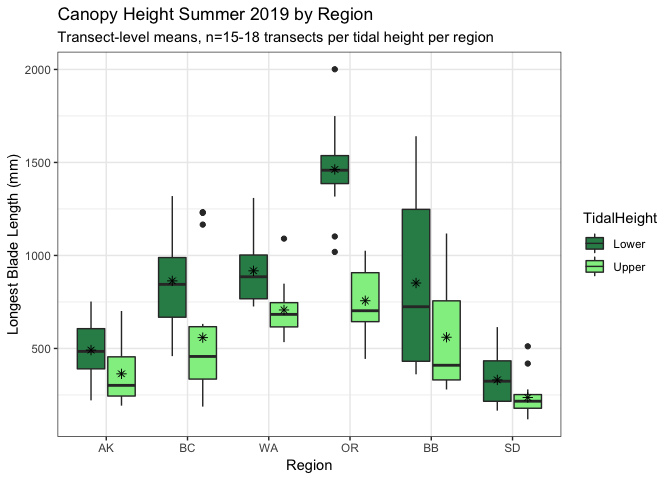 Canopy Height Summer 2019 by Region
Transect-level means, n=15-18 transects per tidal height per region
Longest Blade Length (mm)
2000
1500
1000
500
AK BC WA OR BB SD
Region
TidalHeight
Lower
Upper